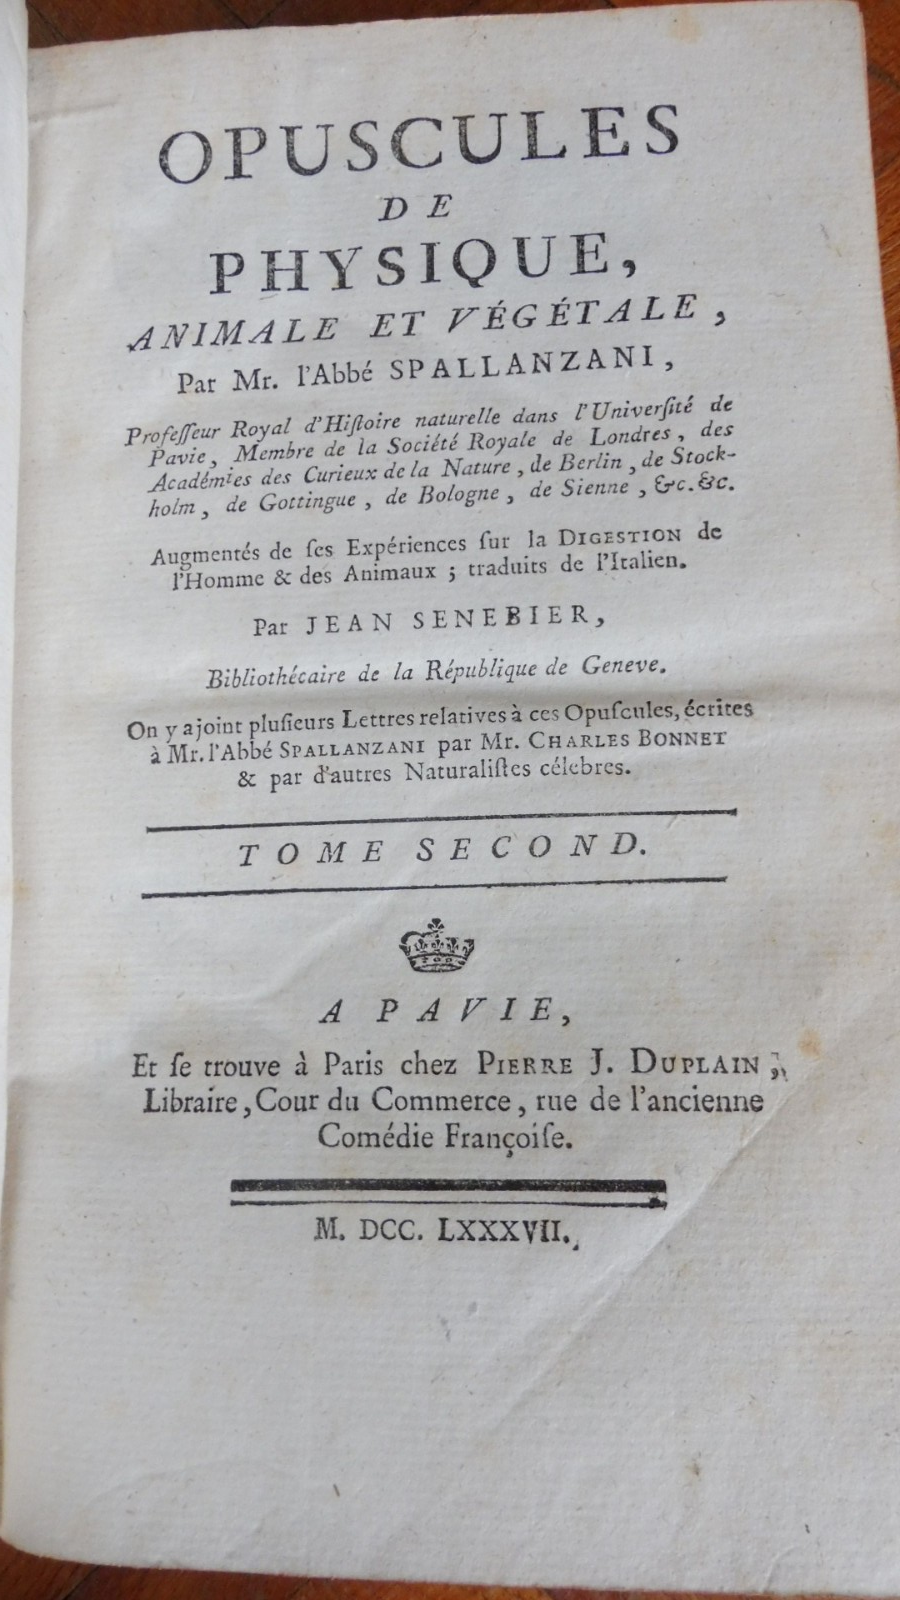 OPUSCULES
DE
PHYSIQUE,
ANIMALE ET VÉGÉTALE,
Par Mr. l'Abbé SPALLANZANI,
Profeſſeur Royal d'Hiſtoire naturelle dans l'Univerſité de
Pavie, Membre de la Société Royale de Londres, des
Académies des Curieux de la Nature, de Berlin, de Stock-
holm, de Gottingue, de Bologne, de Sienne, &c. &c.
Augmentés de ſes Expériences ſur la DIGESTION de
l'Homme & des Animaux; traduits de l'Italien.
Par JEAN SENEBIER,
Bibliothécaire de la République de Geneve.
On y a joint pluſieurs Lettres relatives à ces Opuſcules, écrites
à Mr. l'Abbé SPALLANZANI par Mr. CHARLES BONNET
& par d'autres Naturaliſtes célebres.
TOME SECOND.
A PAVIE,
Et ſe trouve à Paris chez PIERRE J. DUPLAIN,
Libraire, Cour du Commerce, rue de l'ancienne
Comédie Françoiſe.
M. DCC. LXXXVII.